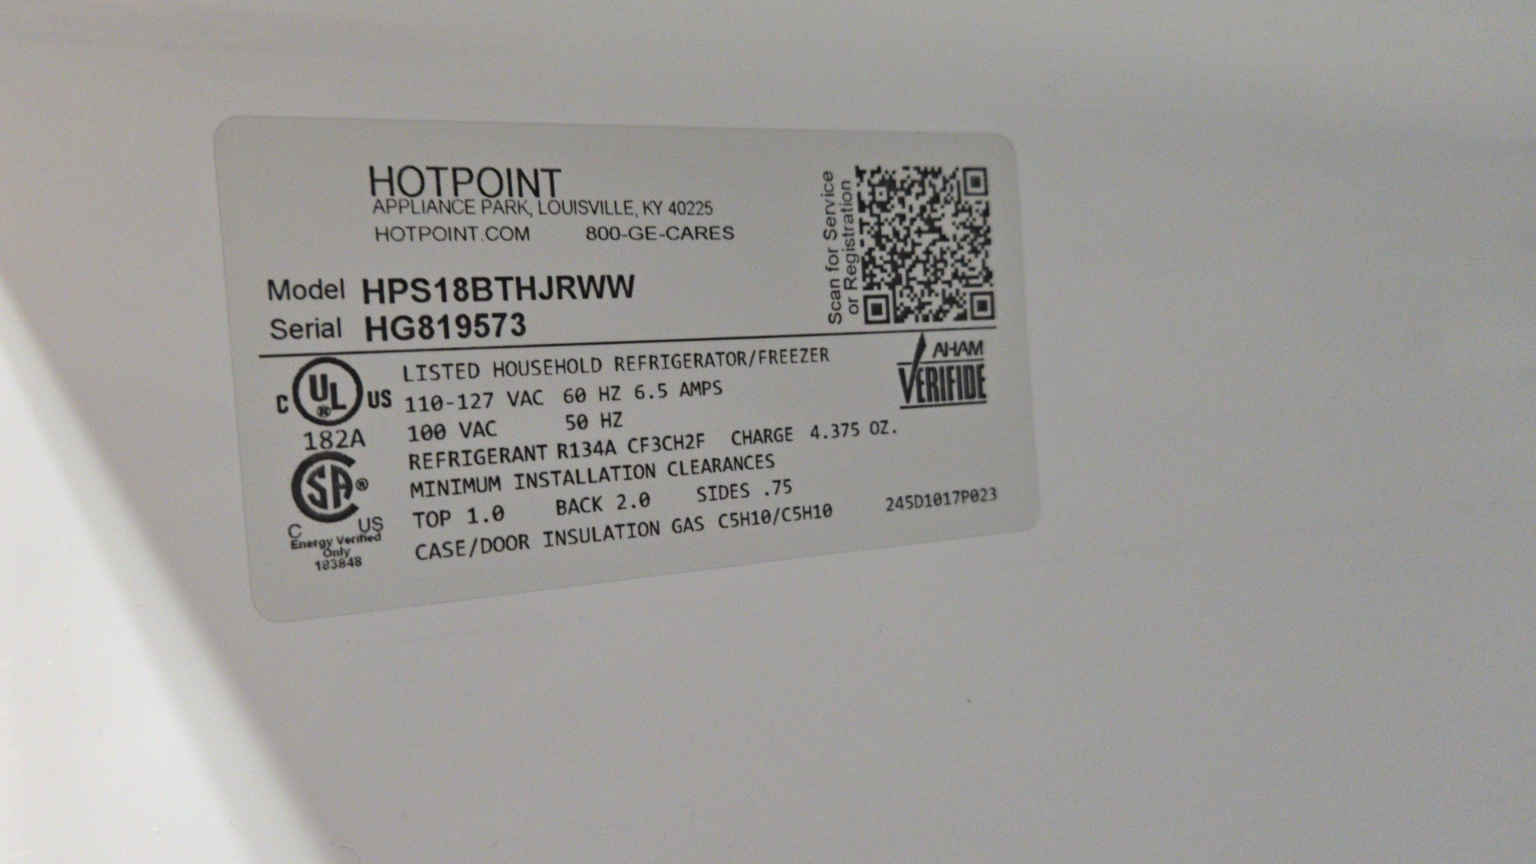 HOTPOINT
APPLIANCE PARK, LOUISVILLE, KY 40225
HOTPOINT.COM 800-GE-CARES
Scan for Service
or Registration
Model HPS18BTHJRWW
Serial HG819573
C UL ® US
182A
SA ®
C US
Energy Verified
Only
103848
LISTED HOUSEHOLD REFRIGERATOR/FREEZER
110-127 VAC 60 HZ 6.5 AMPS
100 VAC 50 HZ
REFRIGERANT R134A CF3CH2F CHARGE 4.375 OZ.
MINIMUM INSTALLATION CLEARANCES
TOP 1.0 BACK 2.0 SIDES .75
CASE/DOOR INSULATION GAS C5H10/C5H10
245D1017P023
AHAM
VERIFIDE